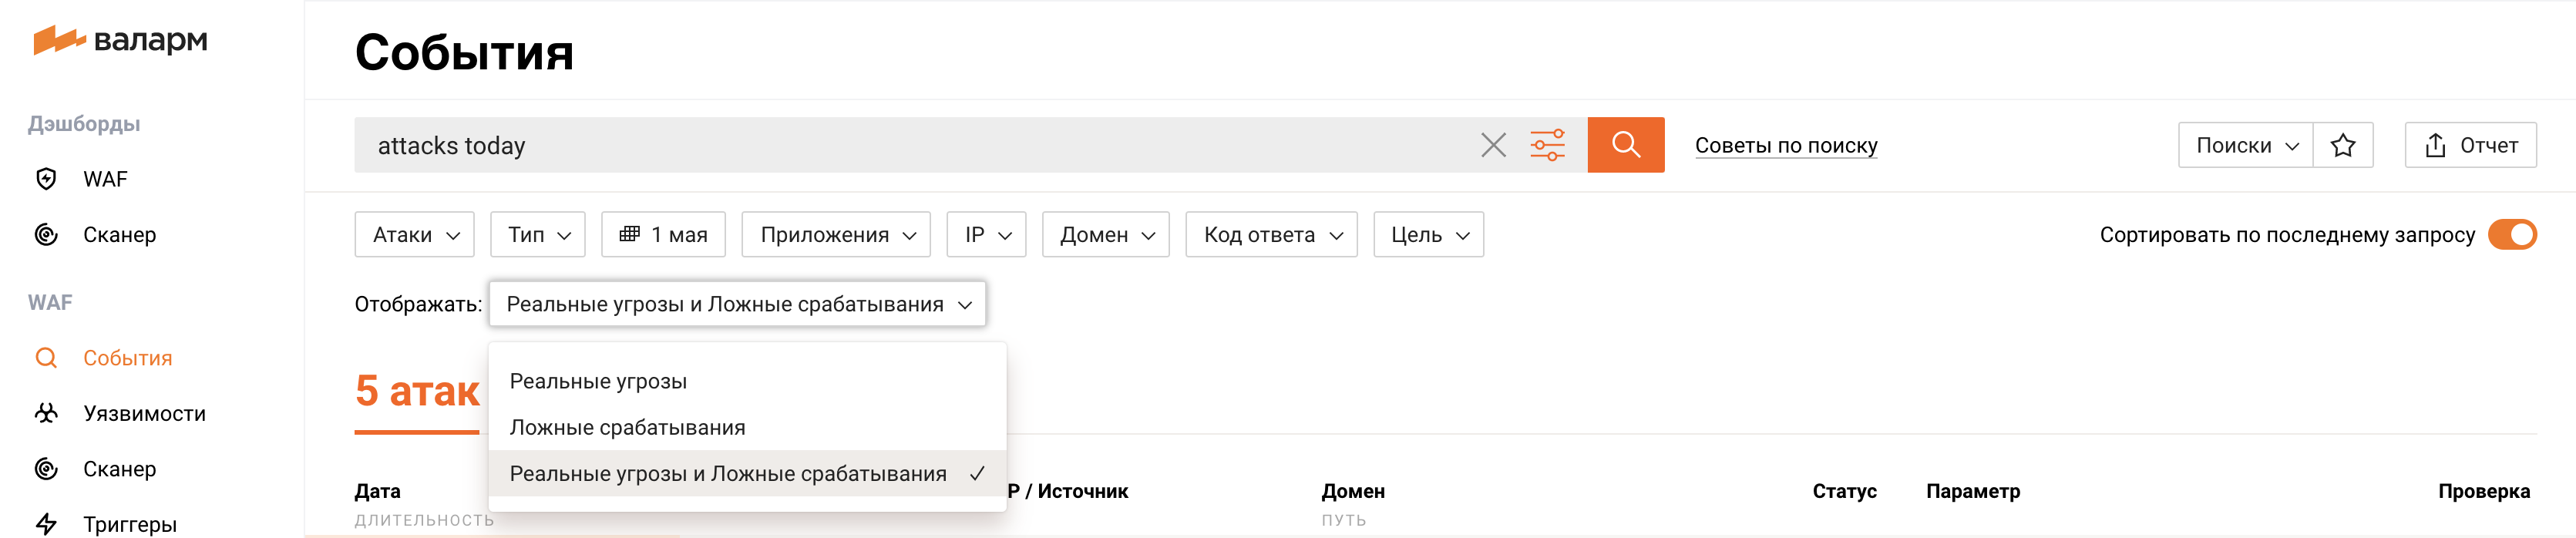 валарм
Дэшборды
WAF
Сканер
WAF
События
Уязвимости
Сканер
Триггеры
События
attacks today
Советы по поиску
Поиски
Отчет
Атаки
Тип
1 мая
Приложения
IP
Домен
Код ответа
Цель
Сортировать по последнему запросу
Отображать: Реальные угрозы и Ложные срабатывания
Реальные угрозы
Ложные срабатывания
Реальные угрозы и Ложные срабатывания
5 атак
Дата
ДЛИТЕЛЬНОСТЬ
P / Источник
Домен
ПУТЬ
Статус
Параметр
Проверка